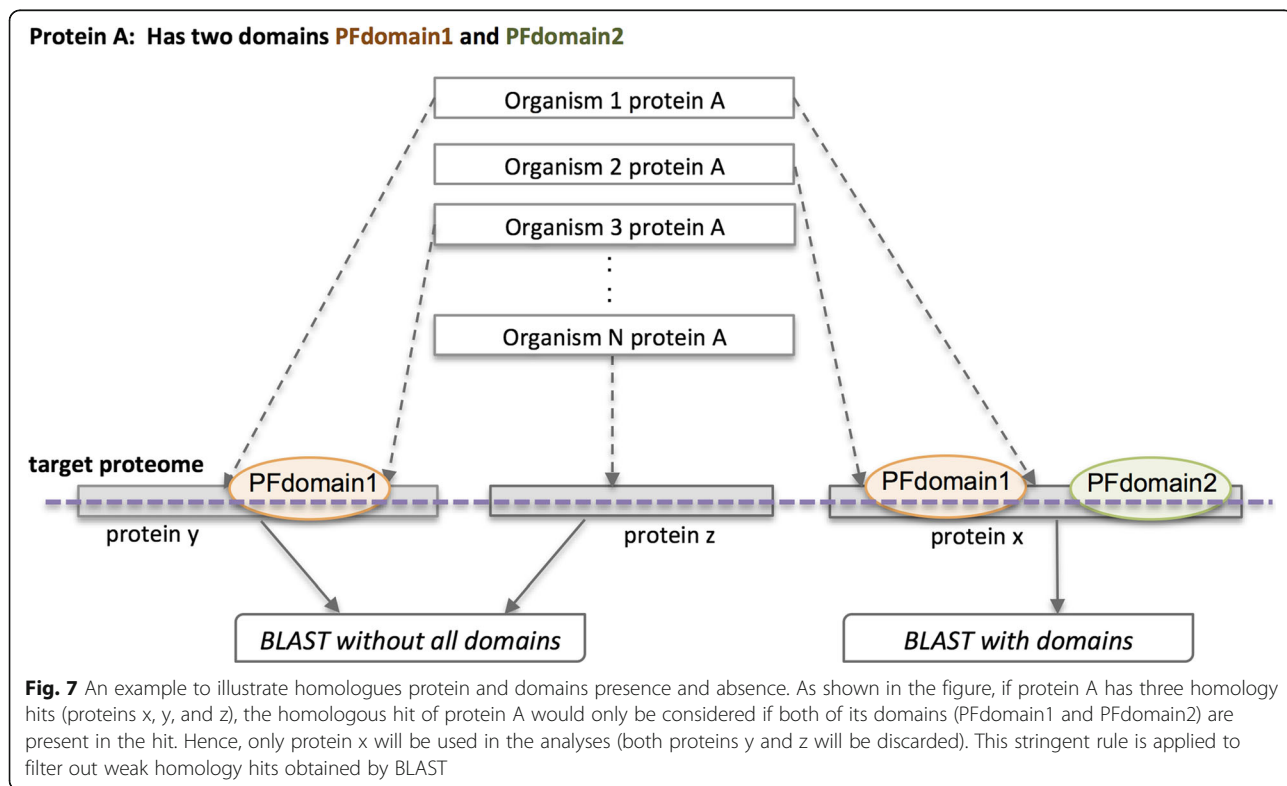 Protein A: Has two domains PFdomain1 and PFdomain2
Organism 1 protein A
Organism 2 protein A
Organism 3 protein A
Organism N protein A
target proteome
PFdomain1
PFdomain1
PFdomain2
protein y
protein z
protein x
BLAST without all domains
BLAST with domains
Fig. 7 An example to illustrate homologues protein and domains presence and absence. As shown in the figure, if protein A has three homology
hits (proteins x, y, and z), the homologous hit of protein A would only be considered if both of its domains (PFdomain1 and PFdomain2) are
present in the hit. Hence, only protein x will be used in the analyses (both proteins y and z will be discarded). This stringent rule is applied to
filter out weak homology hits obtained by BLAST